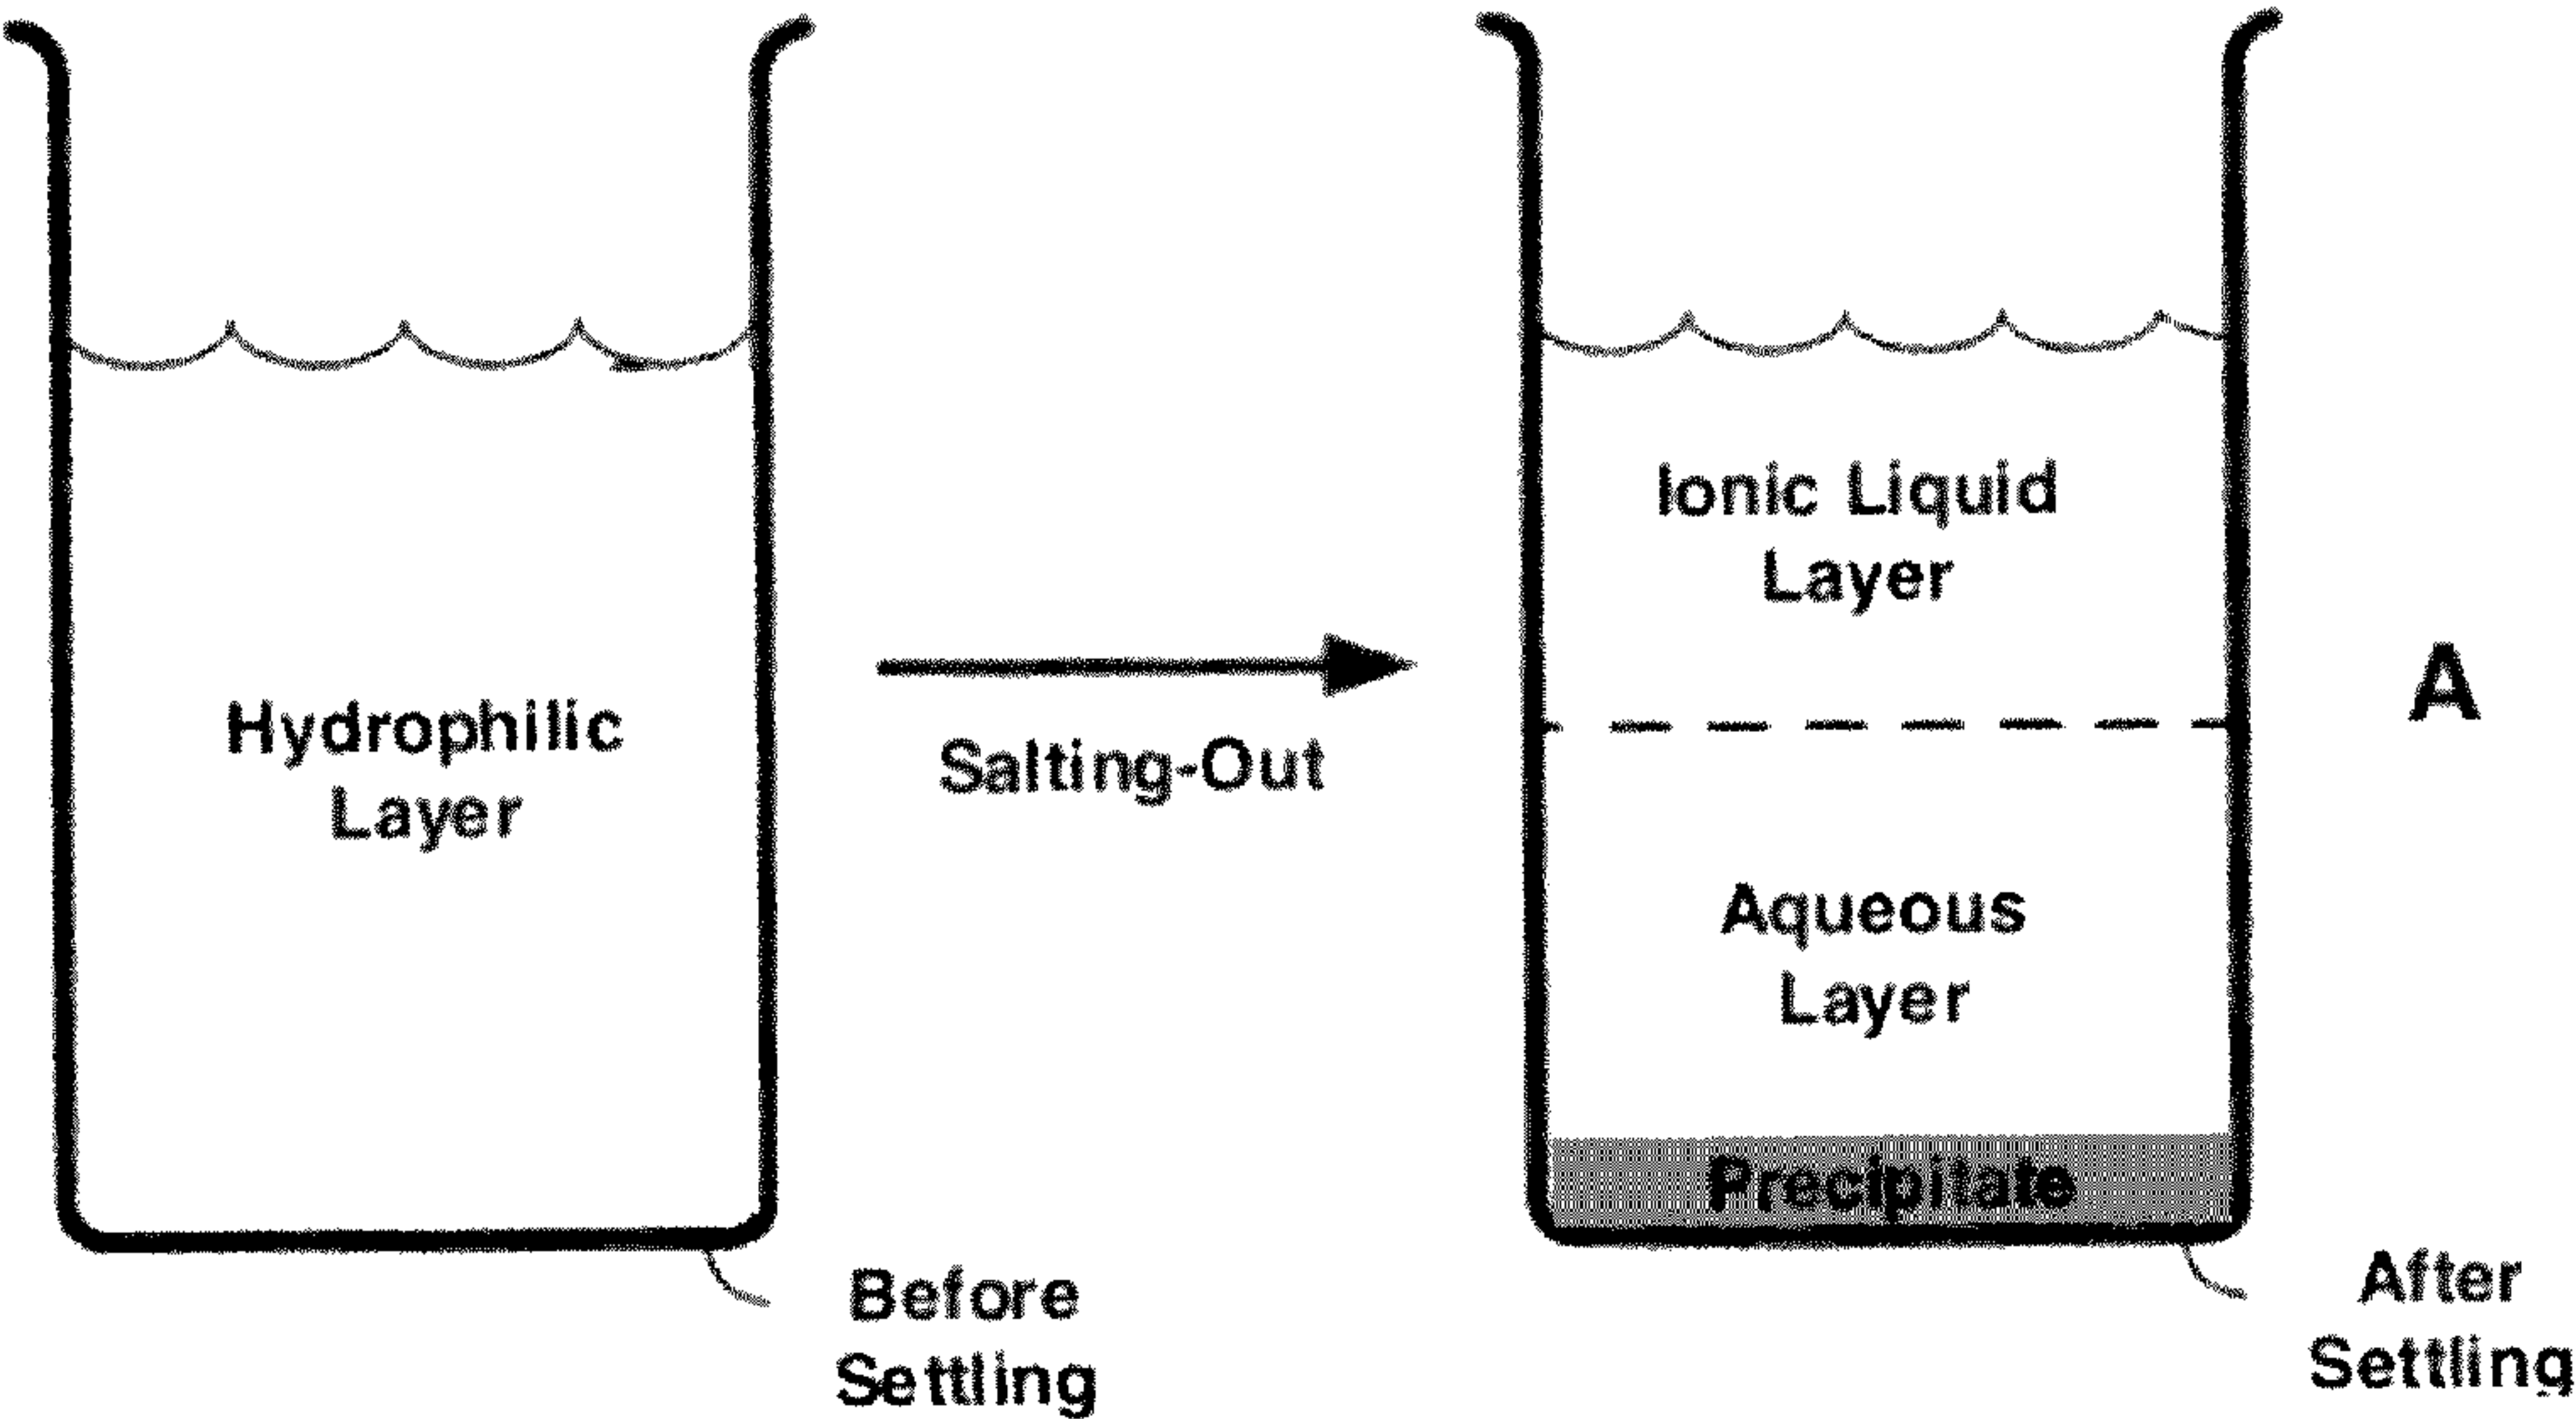 Hydrophilic
Layer
Salting-Out
Ionic Liquid
Layer
Aqueous
Layer
Precipitate
A
Before
Settling
After
Settling